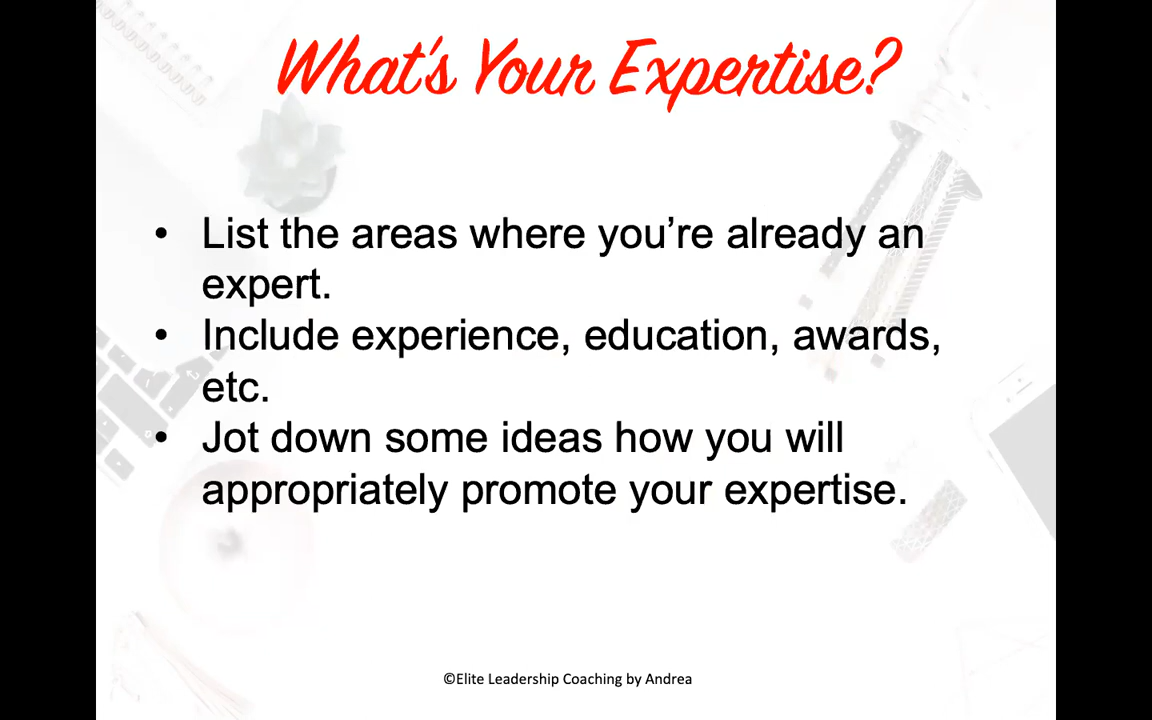 What's Your Expertise?
• List the areas where you’re already an
expert.
• Include experience, education, awards,
etc.
• Jot down some ideas how you will
appropriately promote your expertise.
©Elite Leadership Coaching by Andrea